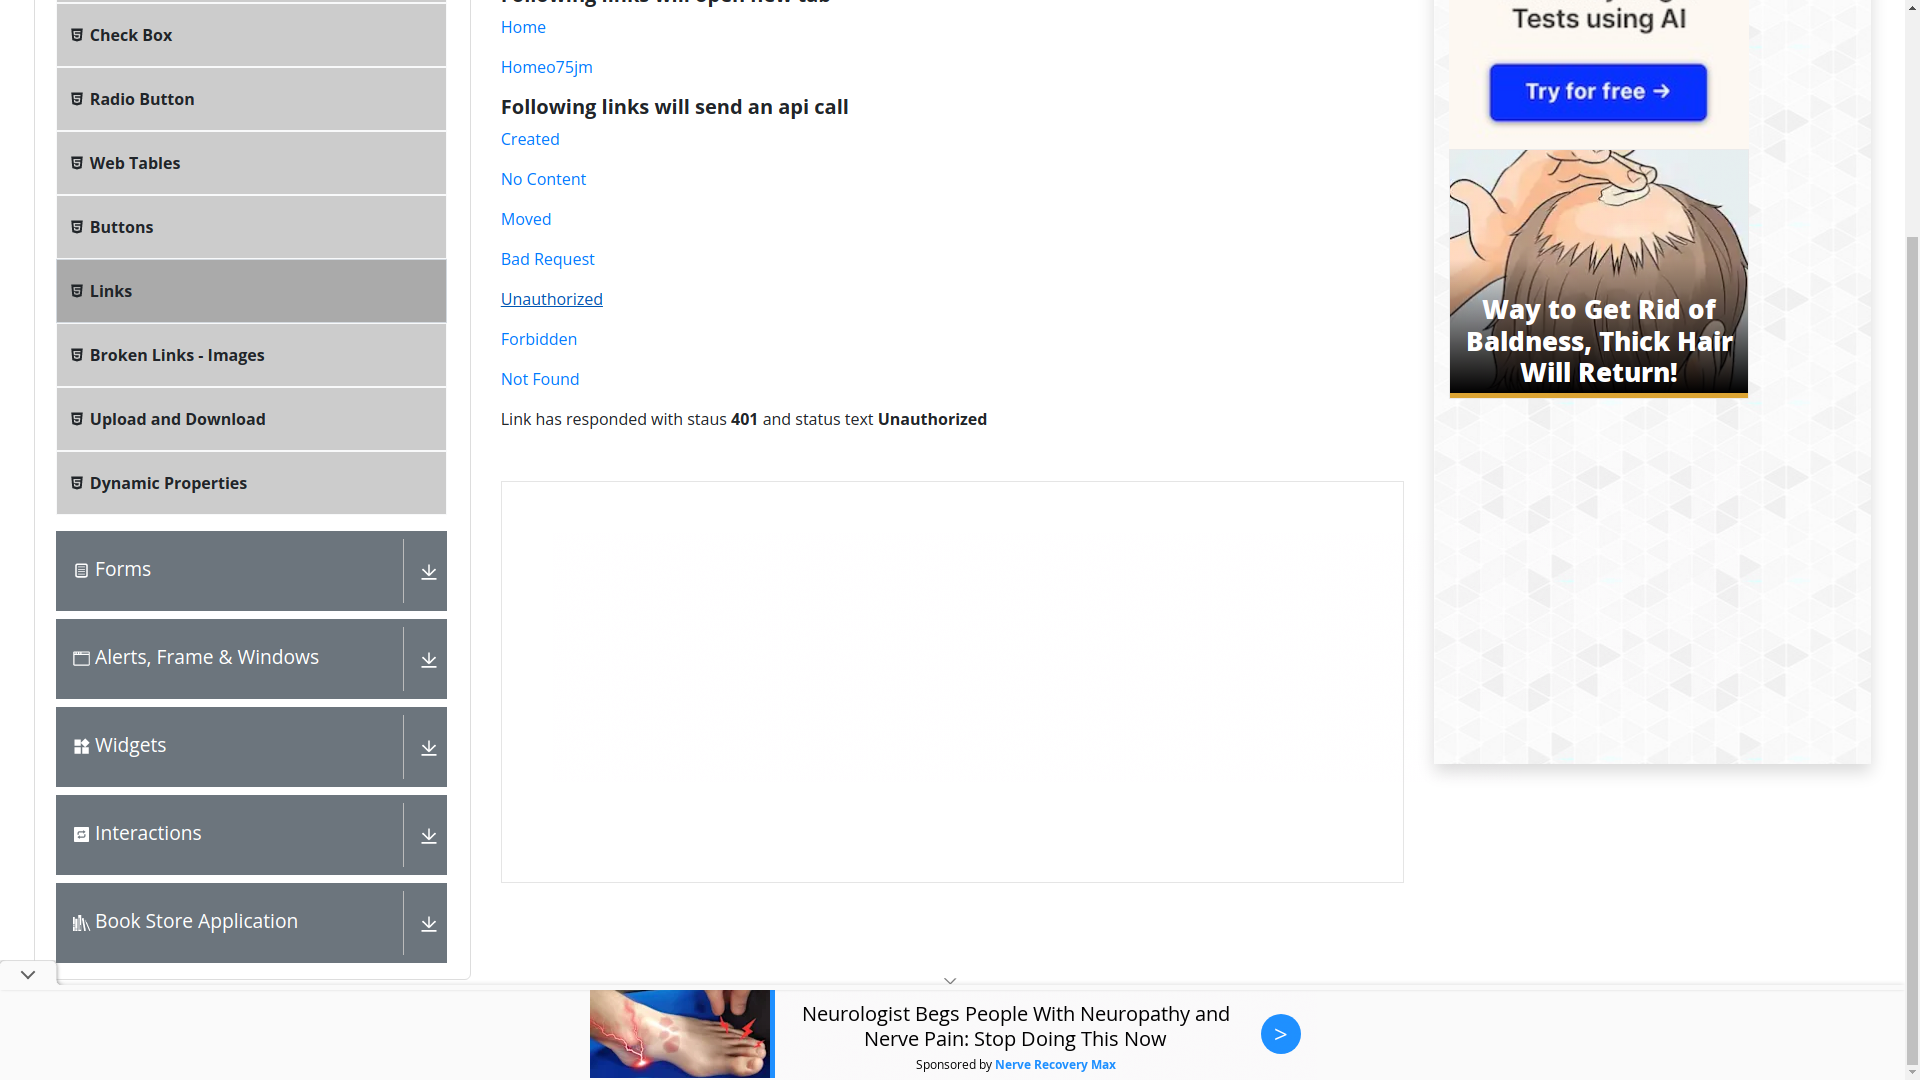 Check Box
Radio Button
Web Tables
Buttons
Links
Broken Links - Images
Upload and Download
Dynamic Properties
Forms
Alerts, Frame & Windows
Widgets
Interactions
Book Store Application
Home
Homeo75jm
Following links will send an api call
Created
No Content
Moved
Bad Request
Unauthorized
Forbidden
Not Found
Link has responded with staus 401 and status text Unauthorized
Tests using AI
Try for free →
Way to Get Rid of
Baldness, Thick Hair
Will Return!
Neurologist Begs People With Neuropathy and
Nerve Pain: Stop Doing This Now
Sponsored by Nerve Recovery Max
>